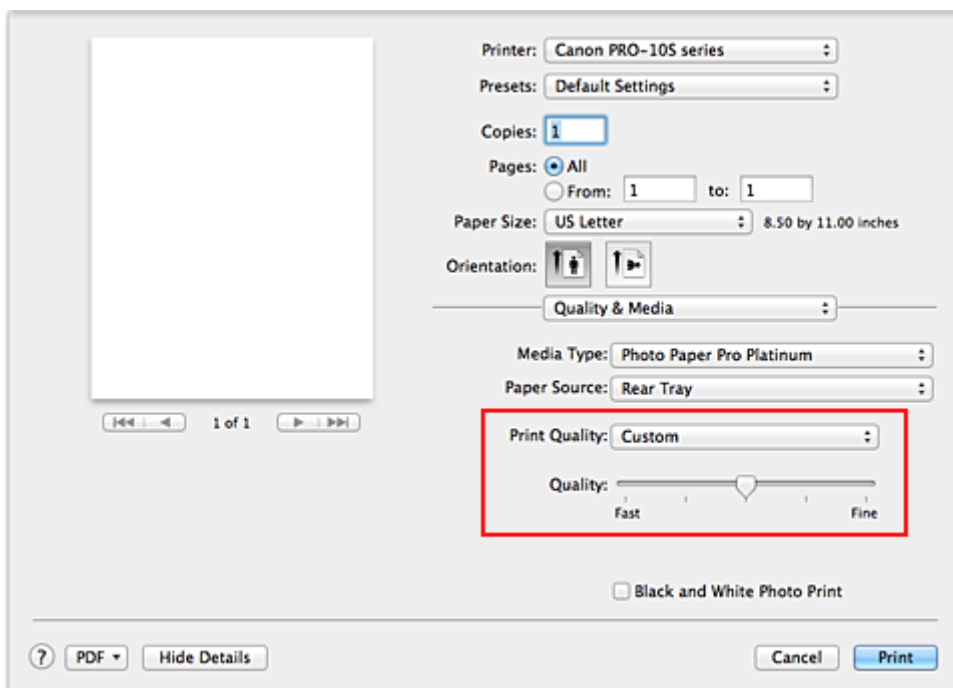 Printer: Canon PRO-10S series
Presets: Default Settings
Copies: 1
Pages: All
From: 1 to: 1
Paper Size: US Letter 8.50 by 11.00 inches
Orientation:
Quality & Media
Media Type: Photo Paper Pro Platinum
Paper Source: Rear Tray
1 of 1
Print Quality: Custom
Quality:
Fast Fine
Black and White Photo Print
? PDF Hide Details Cancel Print